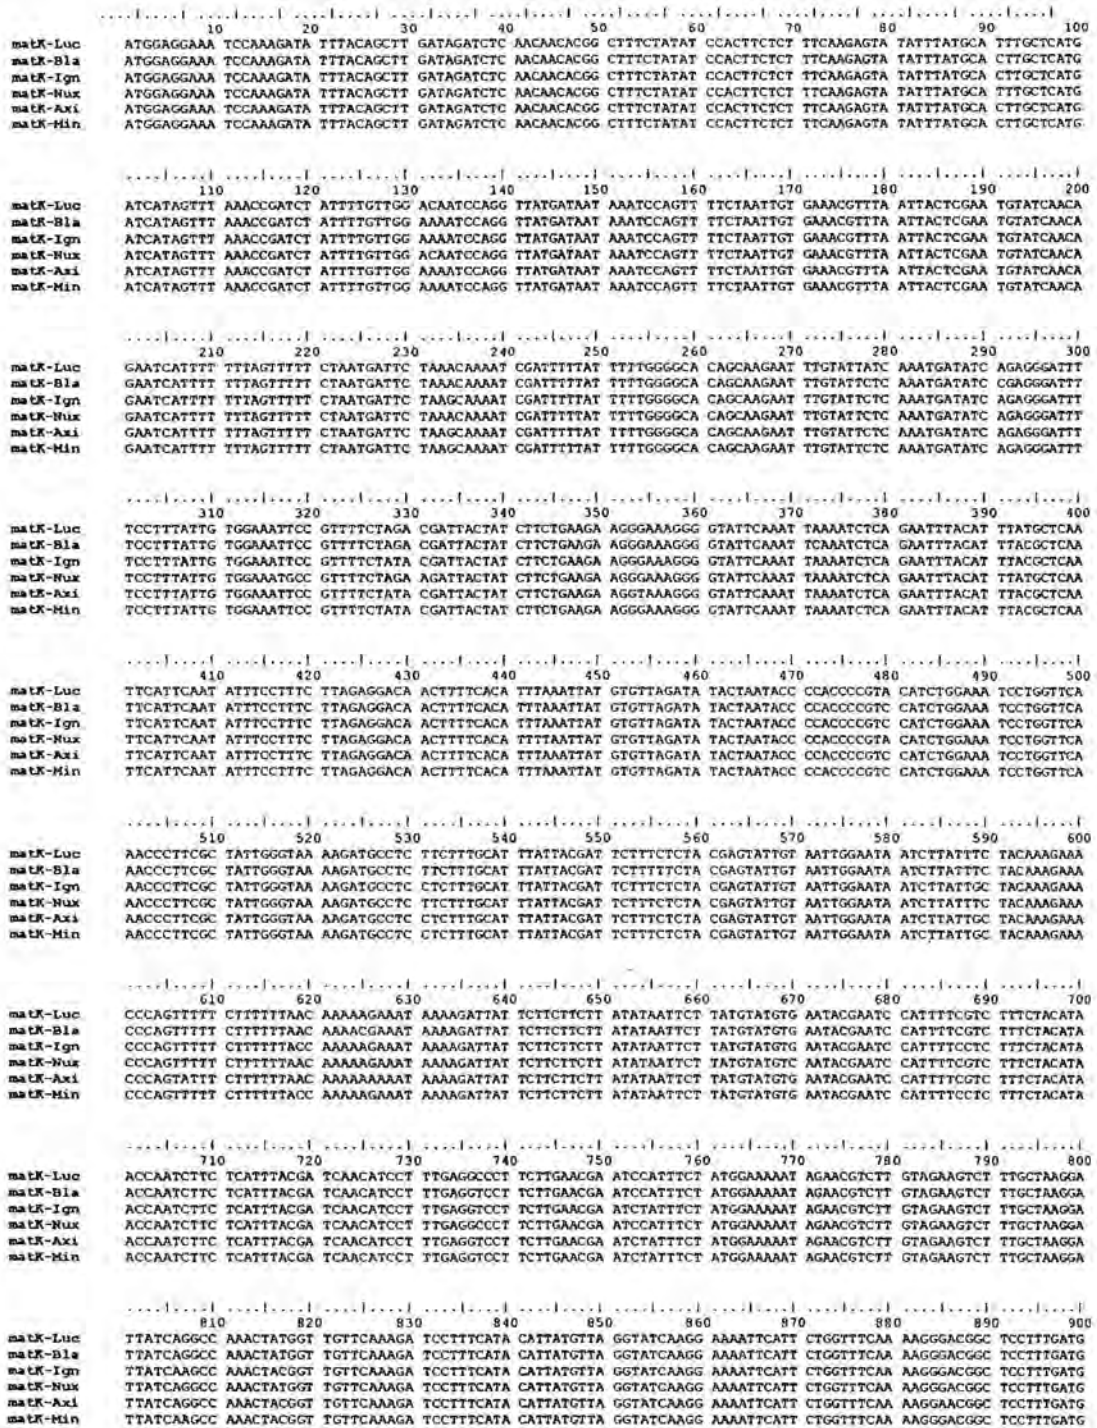 10 20 30 40 50 60 70 80 90 100
matK-Luc ATGGAGGAAA TCCAAAGATA TTTACAGCTT GATAGATCTC AACAACACGG CTTTCTATAT CCACTTCTCT TTCAAGAGTA TATTTATGCA TTTGCTCATG
matK-Bla ATGGAGGAAA TCCAAAGATA TTTACAGCTT GATAGATCTC AACAACACGG CTTTCTATAT CCACTTCTCT TTCAAGAGTA TATTTATGCA CTTGCTCATG
matK-Ign ATGGAGGAAA TCCAAAGATA TTTACAGCTT GATAGATCTC AACAACACGG CTTTCTATAT CCACTTCTCT TTCAAGAGTA TATTTATGCA CTTGCTCATG
matK-Nux ATGGAGGAAA TCCAAAGATA TTTACAGCTT GATAGATCTC AACAACACGG CTTTCTATAT CCACTTCTCT TTCAAGAGTA TATTTATGCA TTTGCTCATG
matK-Axi ATGGAGGAAA TCCAAAGATA TTTACAGCTT GATAGATCTC AACAACACGG CTTTCTATAT CCACTTCTCT TTCAAGAGTA TATTTATGCA CTTGCTCATG
matK-Min ATGGAGGAAA TCCAAAGATA TTTACAGCTT GATAGATCTC AACAACACGG CTTTCTATAT CCACTTCTCT TTCAAGAGTA TATTTATGCA CTTGCTCATG
110 120 130 140 150 160 170 180 190 200
matK-Luc ATCATAGTTT AAACCGATCT ATTTTGTTGG ACAATCCAGG TTATGATAAT AAATCCAGTT TTCTAATTGT GAAACGTTTA ATTACTCGAA TGTATCAACA
matK-Bla ATCATAGTTT AAACCGATCT ATTTTGTTGG AAAATCCAGG TTATGATAAT AAATCCAGTT TTCTAATTGT GAAACGTTTA ATTACTCGAA TGTATCAACA
matK-Ign ATCATAGTTT AAACCGATCT ATTTTGTTGG AAAATCCAGG TTATGATAAT AAATCCAGTT TTCTAATTGT GAAACGTTTA ATTACTCGAA TGTATCAACA
matK-Nux ATCATAGTTT AAACCGATCT ATTTTGTTGG ACAATCCAGG TTATGATAAT AAATCCAGTT TTCTAATTGT GAAACGTTTA ATTACTCGAA TGTATCAACA
matK-Axi ATCATAGTTT AAACCGATCT ATTTTGTTGG AAAATCCAGG TTATGATAAT AAATCCAGTT TTCTAATTGT GAAACGTTTA ATTACTCGAA TGTATCAACA
matK-Min ATCATAGTTT AAACCGATCT ATTTTGTTGG AAAATCCAGG TTATGATAAT AAATCCAGTT TTCTAATTGT GAAACGTTTA ATTACTCGAA TGTATCAACA
210 220 230 240 250 260 270 280 290 300
matK-Luc GAATCATTTT TTTAGTTTTT CTAATGATTC TAAACAAAAT CGATTTTTAT TTTTGGGGCA CAGCAAGAAT TTGTATTATC AAATGATATC AGAGGGATTT
matK-Bla GAATCATTTT TTTAGTTTTT CTAATGATTC TAAACAAAAT CGATTTTTAT TTTTGGGGCA CAGCAAGAAT TTGTATTCTC AAATGATATC CGAGGGATTT
matK-Ign GAATCATTTT TTTAGTTTTT CTAATGATTC TAAGCAAAAT CGATTTTTAT TTTTGGGGCA CAGCAAGAAT TTGTATTCTC AAATGATATC AGAGGGATTT
matK-Nux GAATCATTTT TTTAGTTTTT CTAATGATTC TAAACAAAAT CGATTTTTAT TTTTGGGGCA CAGCAAGAAT TTGTATTCTC AAATGATATC AGAGGGATTT
matK-Axi GAATCATTTT TTTAGTTTTT CTAATGATTC TAAGCAAAAT CGATTTTTAT TTTTGGGGCA CAGCAAGAAT TTGTATTCTC AAATGATATC AGAGGGATTT
matK-Min GAATCATTTT TTTAGTTTTT CTAATGATTC TAAGCAAAAT CGATTTTTAT TTTTGGGGCA CAGCAAGAAT TTGTATTCTC AAATGATATC AGAGGGATTT
310 320 330 340 350 360 370 380 390 400
matK-Luc TCCTTTATTG TGGAAATTCC GTTTTCTAGA CGATTACTAT CTTCTGAAGA AGGGAAAGGG GTATTCAAAT TAAAATCTCA GAATTTACAT TTATGCTCAA
matK-Bla TCCTTTATTG TGGAAATTCC GTTTTCTAGA CGATTACTAT CTTCTGAAGA AGGGAAAGGG GTATTCAAAT TCAAATCTCA GAATTTACAT TTACGCTCAA
matK-Ign TCCTTTATTG TGGAAATTCC GTTTTCTATA CGATTACTAT CTTCTGAAGA AGGGAAAGGG GTATTCAAAT TAAAATCTCA GAATTTACAT TTACGCTCAA
matK-Nux TCCTTTATTG TGGAAATGCC GTTTTCTAGA AGATTACTAT CTTCTGAAGA AGGGAAAGGG GTATTCAAAT TAAAATCTCA GAATTTACAT TTATGCTCAA
matK-Axi TCCTTTATTG TGGAAATTCC GTTTTCTATA CGATTACTAT CTTCTGAAGA AGGTAAAGGG GTATTCAAAT TAAAATCTCA GAATTTACAT TTACGCTCAA
matK-Min TCCTTTATTG TGGAAATTCC GTTTTCTATA CGATTACTAT CTTCTGAAGA AGGGAAAGGG GTATTCAAAT TAAAATCTCA GAATTTACAT TTACGCTCAA
410 420 430 440 450 460 470 480 490 500
matK-Luc TTCATTCAAT ATTTCCTTTC TTAGAGGACA ACTTTTCACA TTTAAATTAT GTGTTAGATA TACTAATACC CCACCCCGTA CATCTGGAAA TCCTGGTTCA
matK-Bla TTCATTCAAT ATTTCCTTTC TTAGAGGACA ACTTTTCACA TTTAAATTAT GTGTTAGATA TACTAATACC CCACCCCGTC CATCTGGAAA TCCTGGTTCA
matK-Ign TTCATTCAAT ATTTCCTTTC TTAGAGGACA ACTTTTCACA TTTAAATTAT GTGTTAGATA TACTAATACC CCACCCCGTC CATCTGGAAA TCCTGGTTCA
matK-Nux TTCATTCAAT ATTTCCTTTC TTAGAGGACA ACTTTTCACA TTTTAATTAT GTGTTAGATA TACTAATACC CCACCCCGTA CATCTGGAAA TCCTGGTTCA
matK-Axi TTCATTCAAT ATTTCCTTTC TTAGAGGACA ACTTTTCACA TTTAAATTAT GTGTTAGATA TACTAATACC CCACCCCGTC CATCTGGAAA TCCTGGTTCA
matK-Min TTCATTCAAT ATTTCCTTTC TTAGAGGACA ACTTTTCACA TTTAAATTAT GTGTTAGATA TACTAATACC CCACCCCGTC CATCTGGAAA TCCTGGTTCA
510 520 530 540 550 560 570 580 590 600
matK-Luc AACCCTTCGC TATTGGGTAA AAGATGCCTC TTCTTTGCAT TTATTACGAT TCTTTCTCTA CGAGTATTGT AATTGGAATA ATCTTATTTC TACAAAGAAA
matK-Bla AACCCTTCGC TATTGGGTAA AAGATGCCTC TTCTTTGCAT TTATTACGAT TCTTTTTCTA CGAGTATTGT AATTGGAATA ATCTTATTTC TACAAAGAAA
matK-Ign AACCCTTCGC TATTGGGTAA AAGATGCCTC CTCTTTGCAT TTATTACGAT TCTTTCTCTA CGAGTATTGT AATTGGAATA ATCTTATTGC TACAAAGAAA
matK-Nux AACCCTTCGC TATTGGGTAA AAGATGCCTC TTCTTTGCAT TTATTACGAT TCTTTCTCTA CGAGTATTGT AATTGGAATA ATCTTATTTC TACAAAGAAA
matK-Axi AACCCTTCGC TATTGGGTAA AAGATGCCTC CTCTTTGCAT TTATTACGAT TCTTTCTCTA CGAGTATTGT AATTGGAATA ATCTTATTGC TACAAAGAAA
matK-Min AACCCTTCGC TATTGGGTAA AAGATGCCTC CTCTTTGCAT TTATTACGAT TCTTTCTCTA CGAGTATTGT AATTGGAATA ATCTTATTGC TACAAAGAAA
610 620 630 640 650 660 670 680 690 700
matK-Luc CCCAGTTTTT CTTTTTTAAC AAAAAGAAAT AAAAGATTAT TCTTCTTCTT ATATAATTCT TATGTATGTG AATACGAATC CATTTTCGTC TTTCTACATA
matK-Bla CCCAGTTTTT CTTTTTTAAC AAAAACGAAAT AAAAGATTAT TCTTCTTCTT ATATAATTCT TATGTATGTG AATACGAATC CATTTTCGTC TTTCTACATA
matK-Ign CCCAGTTTTT CTTTTTTACC AAAAAGAAAT AAAAGATTAT TCTTCTTCTT ATATAATTCT TATGTATGTG AATACGAATC CATTTTCCTC TTTCTACATA
matK-Nux CCCAGTTTTT CTTTTTTAAC AAAAAGAAAT AAAAGATTAT TCTTCTTCTT ATATAATTCT TATGTATGTC AATACGAATC CATTTTCGTC TTTCTACATA
matK-Axi CCCAGTATTT CTTTTTTAAC AAAAAAAAAT AAAAGATTAT TCTTCTTCTT ATATAATTCT TATGTATGTG AATACGAATC CATTTTCGTC TTTCTACATA
matK-Min CCCAGTTTTT CTTTTTTACC AAAAAGAAAT AAAAGATTAT TCTTCTTCTT ATATAATTCT TATGTATGTG AATACGAATC CATTTTCCTC TTTCTACATA
710 720 730 740 750 760 770 780 790 800
matK-Luc ACCAATCTTC TCATTTACGA TCAACATCCT TTGAGGCCCT TCTTGAACGA ATCCATTTCT ATGGAAAAAT AGAACGTCTT GTAGAAGTCT TTGCTAAGGA
matK-Bla ACCAATCTTC TCATTTACGA TCAACATCCT TTGAGGTCCT TCTTGAACGA ATCCATTTCT ATGGAAAAAT AGAACGTCTT GTAGAAGTCT TTGCTAAGGA
matK-Ign ACCAATCTTC TCATTTACGA TCAACATCCT TTGAGGTCCT TCTTGAACGA ATCTATTTCT ATGGAAAAAT AGAACGTCTT GTAGAAGTCT TTGCTAAGGA
matK-Nux ACCAATCTTC TCATTTACGA TCAACATCCT TTGAGGCCCT TCTTGAACGA ATCCATTTCT ATGGAAAAAT AGAACGTCTT GTAGAAGTCT TTGCTAAGGA
matK-Axi ACCAATCTTC TCATTTACGA TCAACATCCT TTGAGGTCCT TCTTGAACGA ATCTATTTCT ATGGAAAAAT AGAACGTCTT GTAGAAGTCT TTGCTAAGGA
matK-Min ACCAATCTTC TCATTTACGA TCAACATCCT TTGAGGTCCT TCTTGAACGA ATCTATTTCT ATGGAAAAAT AGAACGTCTT GTAGAAGTCT TTGCTAAGGA
810 820 830 840 850 860 870 880 890 900
matK-Luc TTATCAGGCC AAACTATGGT TGTTCAAAGA TCCTTTCATA CATTATGTTA GGTATCAAGG AAAATTCATT CTGGTTTCAA AAGGGACGGC TCCTTTGATG
matK-Bla TTATCAGGCC AAACTATGGT TGTTCAAAGA TCCTTTCATA CATTATGTTA GGTATCAAGG AAAATTCATT CTGGTTTCAA AAGGGACGGC TCCTTTGATG
matK-Ign TTATCAAGCC AAACTACGGT TGTTCAAAGA TCCTTTCATA CATTATGTTA GGTATCAAGG AAAATTCATT CTGGTTTCAA AAGGGACGGC TCCTTTGATG
matK-Nux TTATCAGGCC AAACTATGGT TGTTCAAAGA TCCTTTCATA CATTATGTTA GGTATCAAGG AAAATTCATT CTGGTTTCAA AAGGGACGGC TCCTTTGATG
matK-Axi TTATCAGGCC AAACTACGGT TGTTCAAAGA TCCTTTCATA CATTATGTTA GGTATCAAGG AAAATTCATT CTGGTTTCAA AAGGAACGGC TCCTTTGATG
matK-Min TTATCAAGCC AAACTACGGT TGTTCAAAGA TCCTTTCATA CATTATGTTA GGTATCAAGG AAAATTCATT CTGGTTTCAA AAGGGACGGC TCCTTTGATG